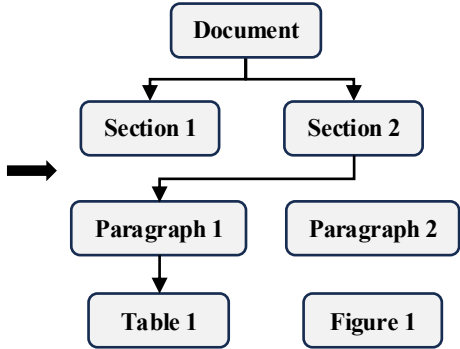 Document
Section 1
Section 2
Paragraph 1
Paragraph 2
Table 1
Figure 1